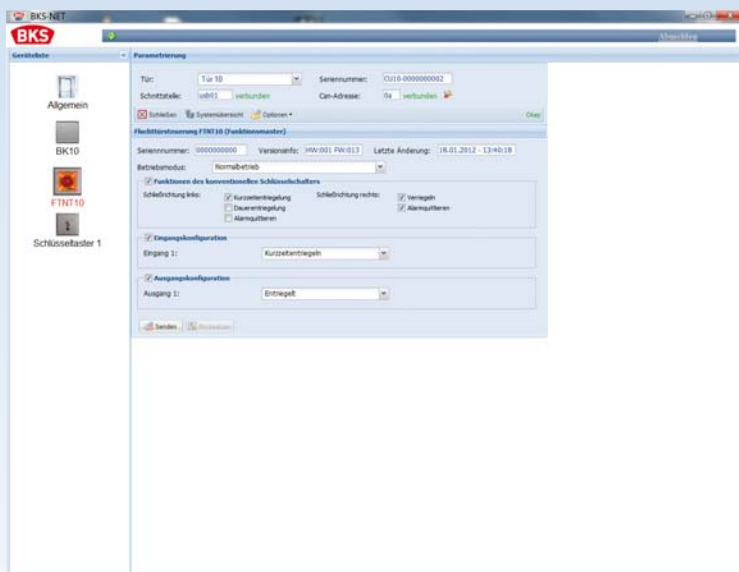 BKS-NET
BKS
Abmelden
Geräteliste
Parametrierung
Allgemein
BK10
FTNT10
Schlüsseltaster 1
Tür: Tür 10 Seriennummer: CU10-0000000002
Schnittstelle: usb01 verbunden Can-Adresse: 0a verbunden
Schließen Systemübersicht Optionen Okay
Fluchttürsteuerung FTNT10 (Funktionsmaster)
Seriennummer: 0000000000 Versionsinfo: HW:001 FW:013 Letzte Änderung: 18.01.2012 - 13:40:18
Betriebsmodus: Normalbetrieb
Funktionen des konventionellen Schlüsselschalters
Schließrichtung links: Kurzzeitentriegelung Schließrichtung rechts: Verriegeln
Dauerentriegelung Alarmquittieren
Alarmquittieren
Eingangskonfiguration
Eingang 1: Kurzzeitentriegeln
Ausgangskonfiguration
Ausgang 1: Entriegelt
Senden